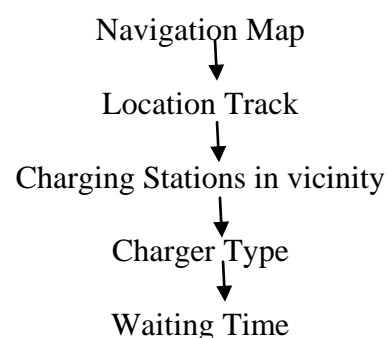 Navigation Map
Location Track
Charging Stations in vicinity
Charger Type
Waiting Time